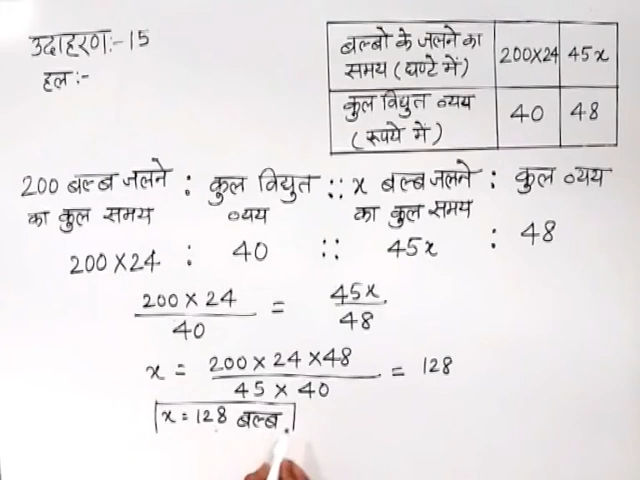 उदाहरण:-15
हल:-
बल्बो के जलने का समय (घण्टे में) 200×24 45x
कुल विद्युत व्यय (रूपये में) 40 48
200 बल्ब जलने : कुल विद्युत :: x बल्ब जलने : कुल व्यय
का कुल समय व्यय का कुल समय
200×24 : 40 :: 45x : 48
200×24/40 = 45x/48
x = 200×24×48/45×40 = 128
x = 128 बल्ब.